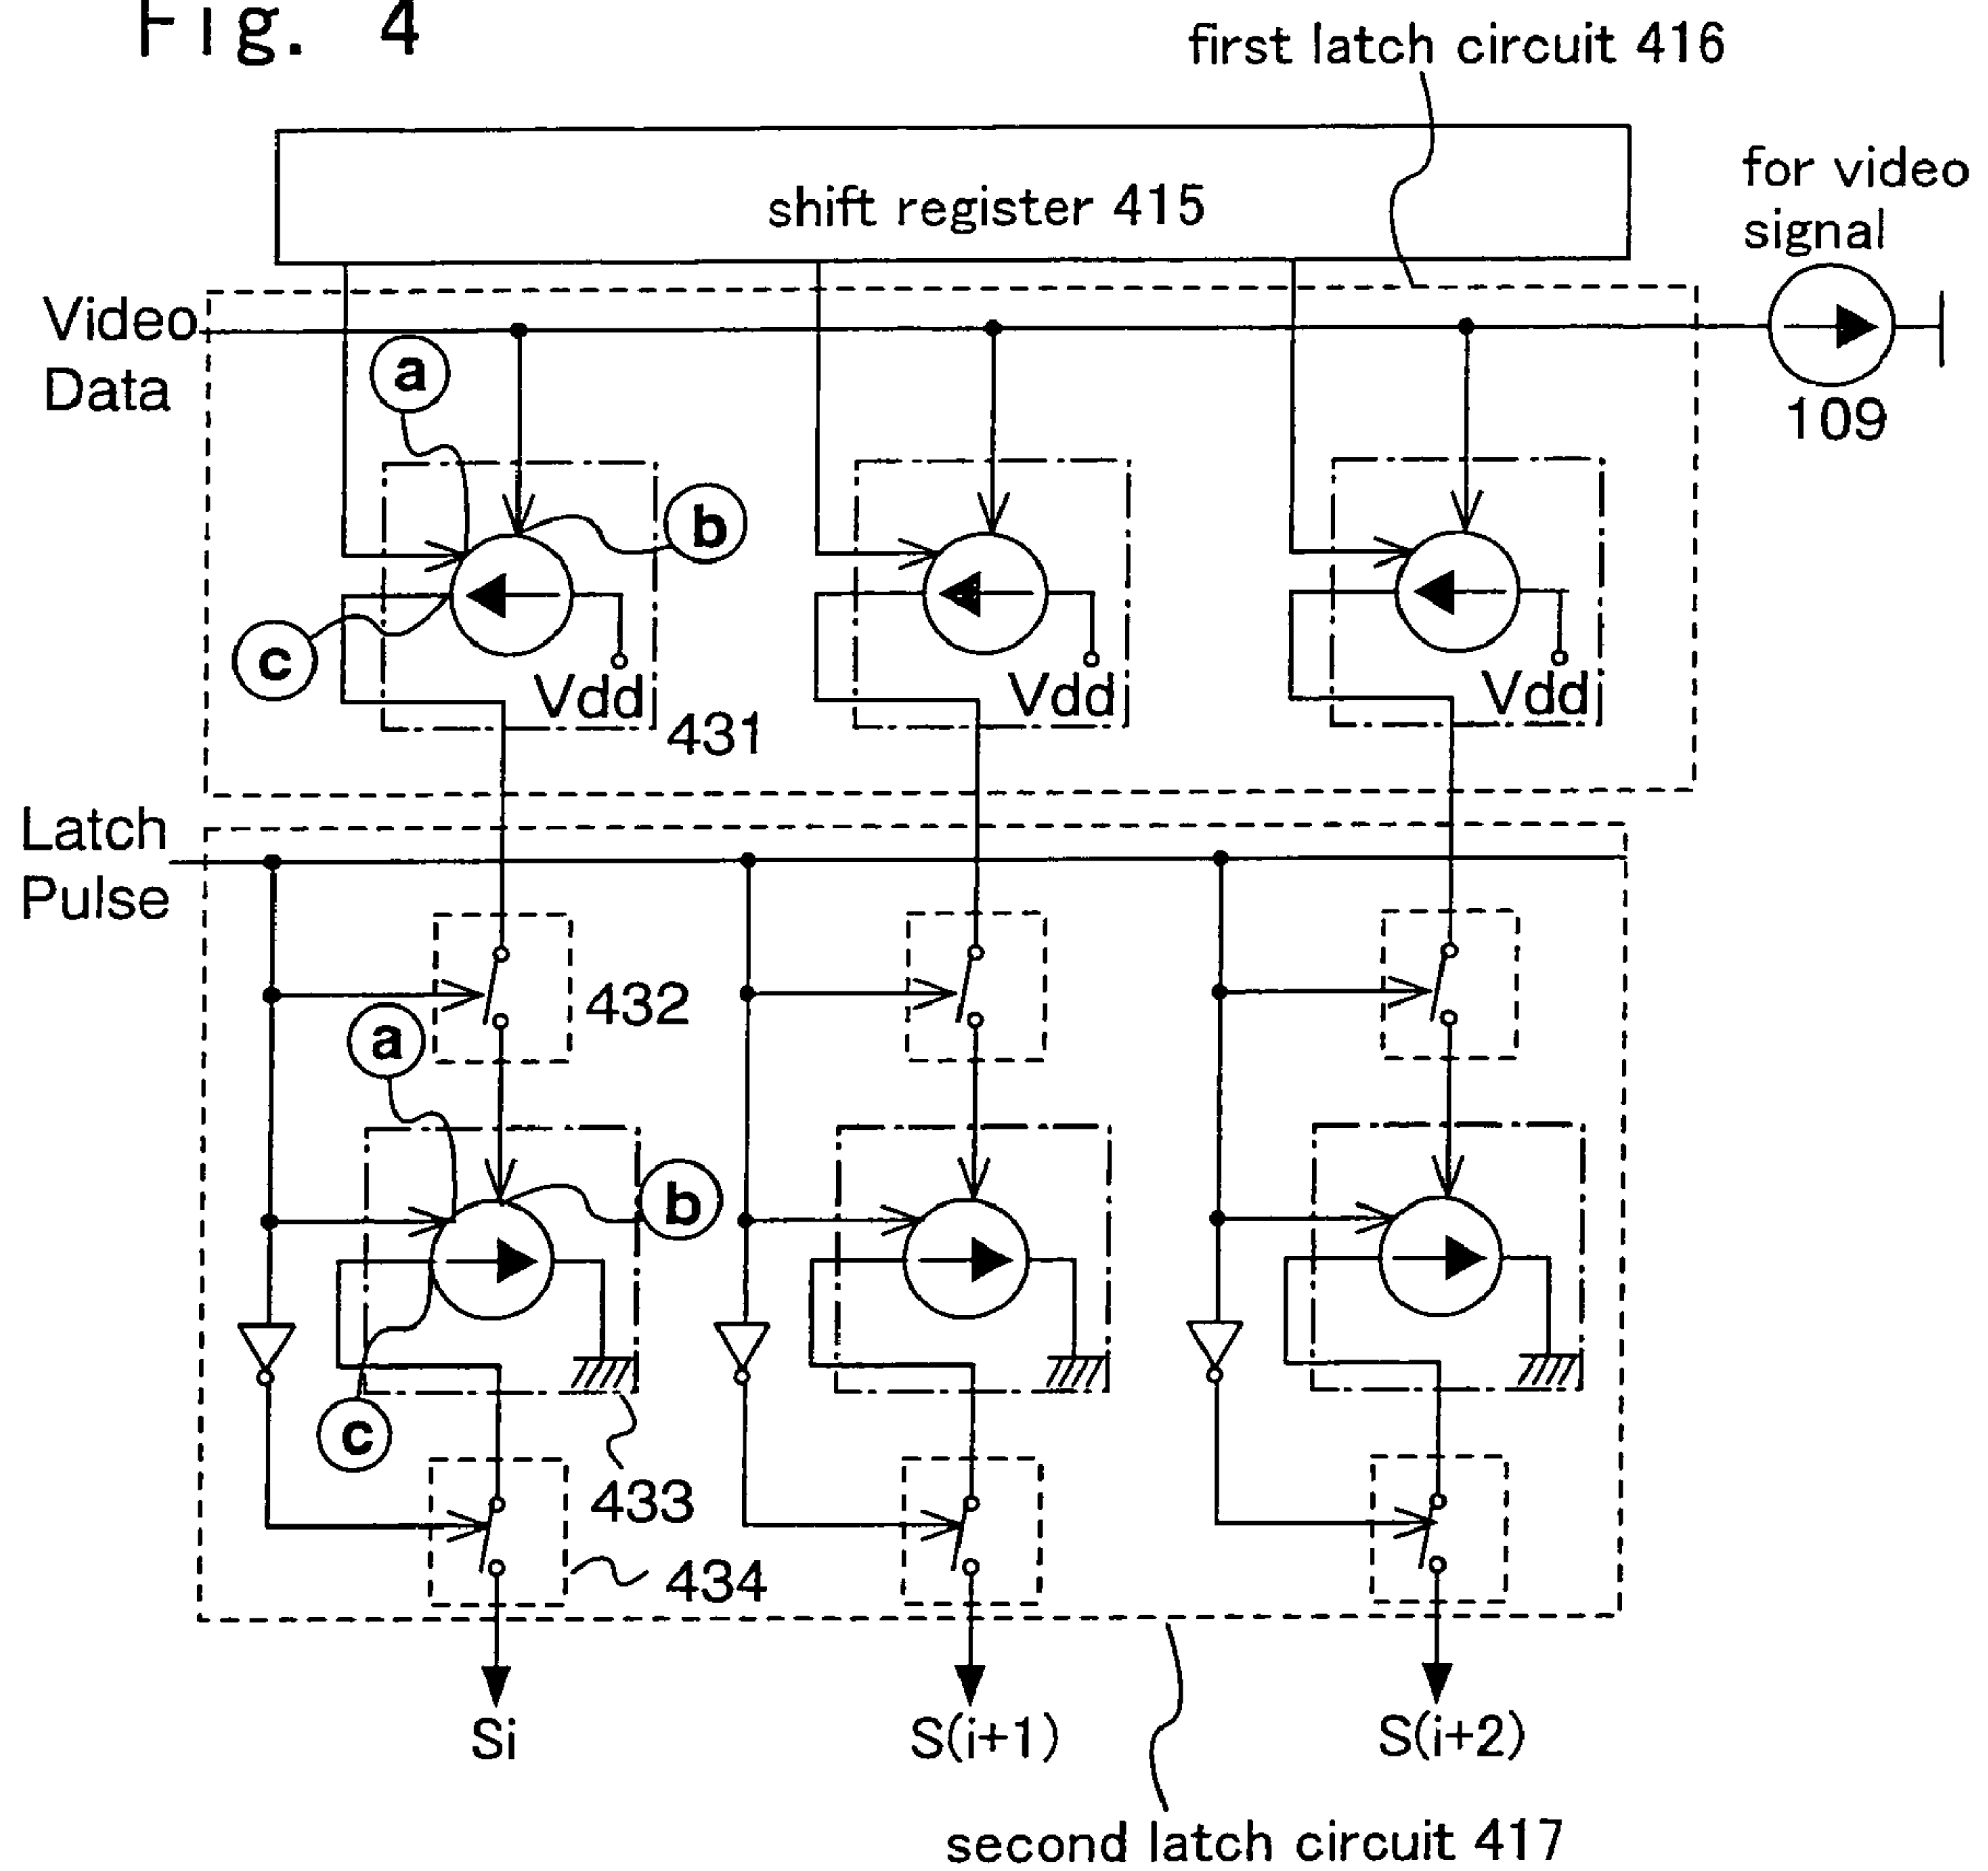 Fig. 4
first latch circuit 416
shift register 415
for video
signal
109
Video
Data
a
b
c
Vdd
Vdd
Vdd
431
Latch
Pulse
432
a
b
c
433
434
Si
S(i+1)
S(i+2)
second latch circuit 417